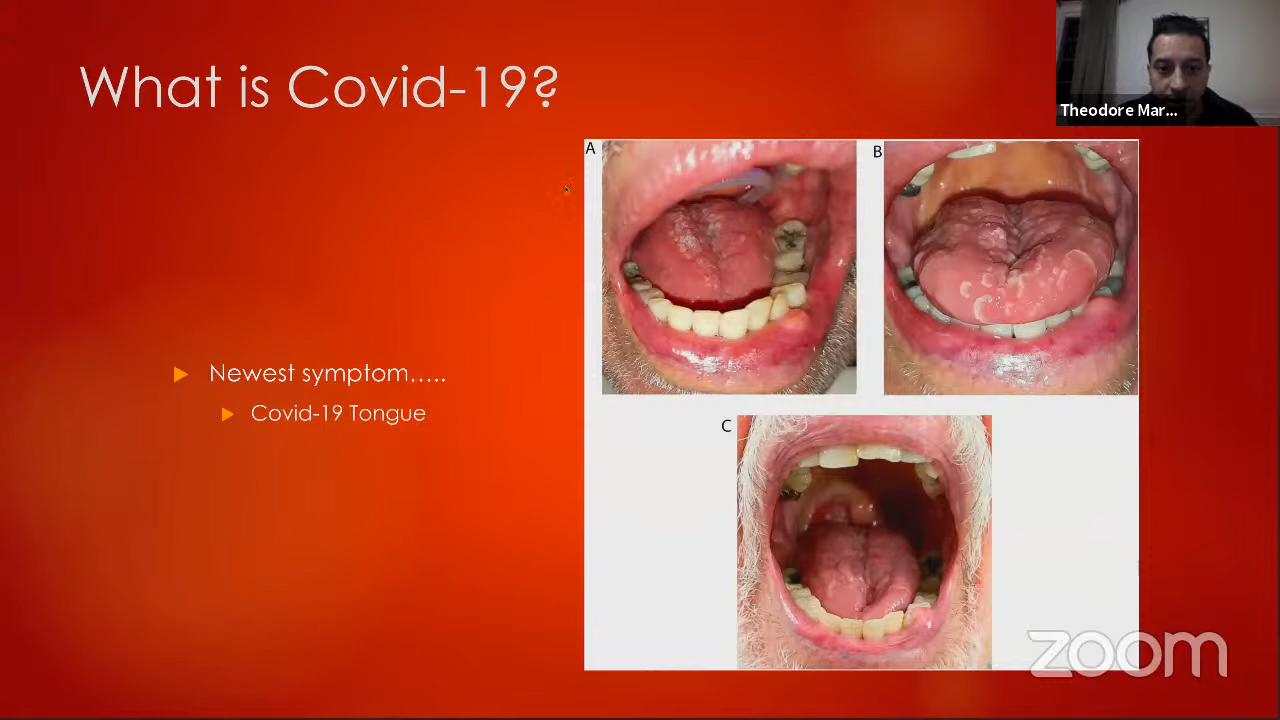 What is Covid-19?
Theodore Mar...
A
B
Newest symptom.....
Covid-19 Tongue
C
zoom